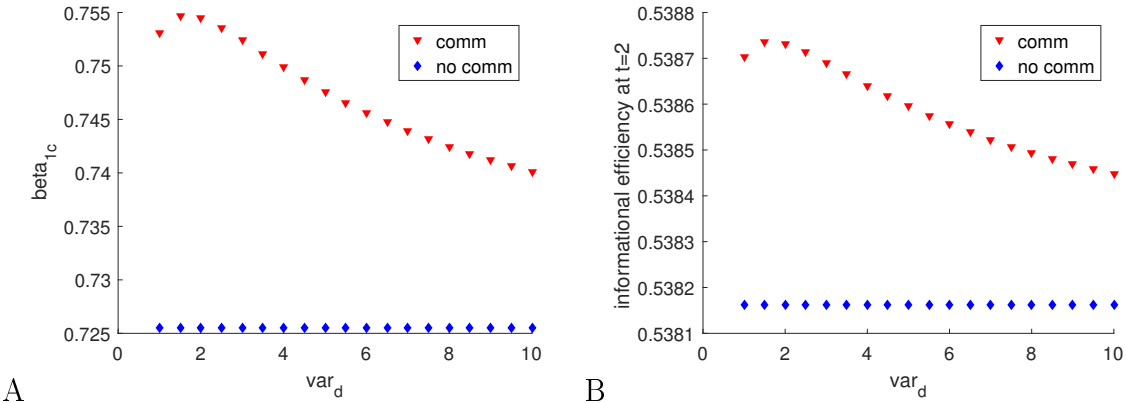 0.755
0.75
0.745
0.74
0.735
0.73
0.725
0 2 4 6 8 10
beta1c
vard
comm
no comm
A
0.5388
0.5387
0.5386
0.5385
0.5384
0.5383
0.5382
0.5381
0 2 4 6 8 10
informational efficiency at t=2
vard
comm
no comm
B